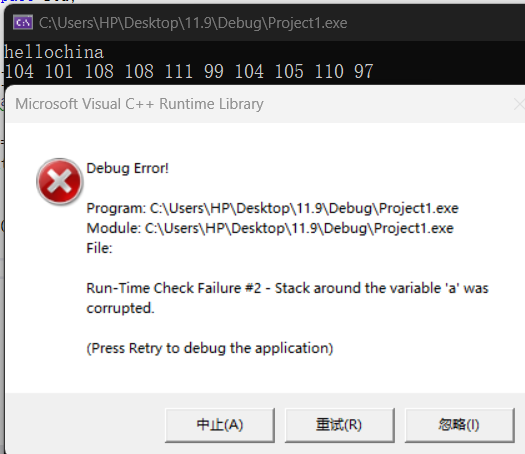 C:\Users\HP\Desktop\11.9\Debug\Project1.exe
hellochina
104 101 108 108 111 99 104 105 110 97
Microsoft Visual C++ Runtime Library
Debug Error!
Program: C:\Users\HP\Desktop\11.9\Debug\Project1.exe
Module: C:\Users\HP\Desktop\11.9\Debug\Project1.exe
File:
Run-Time Check Failure #2 - Stack around the variable 'a' was
corrupted.
(Press Retry to debug the application)
中止(A) 重试(R) 忽略(I)